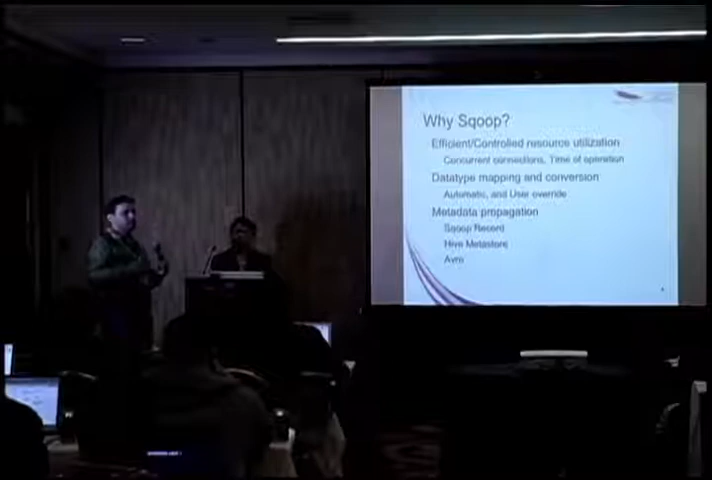 Why Sqoop?
Efficient/Controlled resource utilization
Concurrent connections, Time of operation
Datatype mapping and conversion
Automatic, and User override
Metadata propagation
Sqoop Record
Hive Metastore
Avro